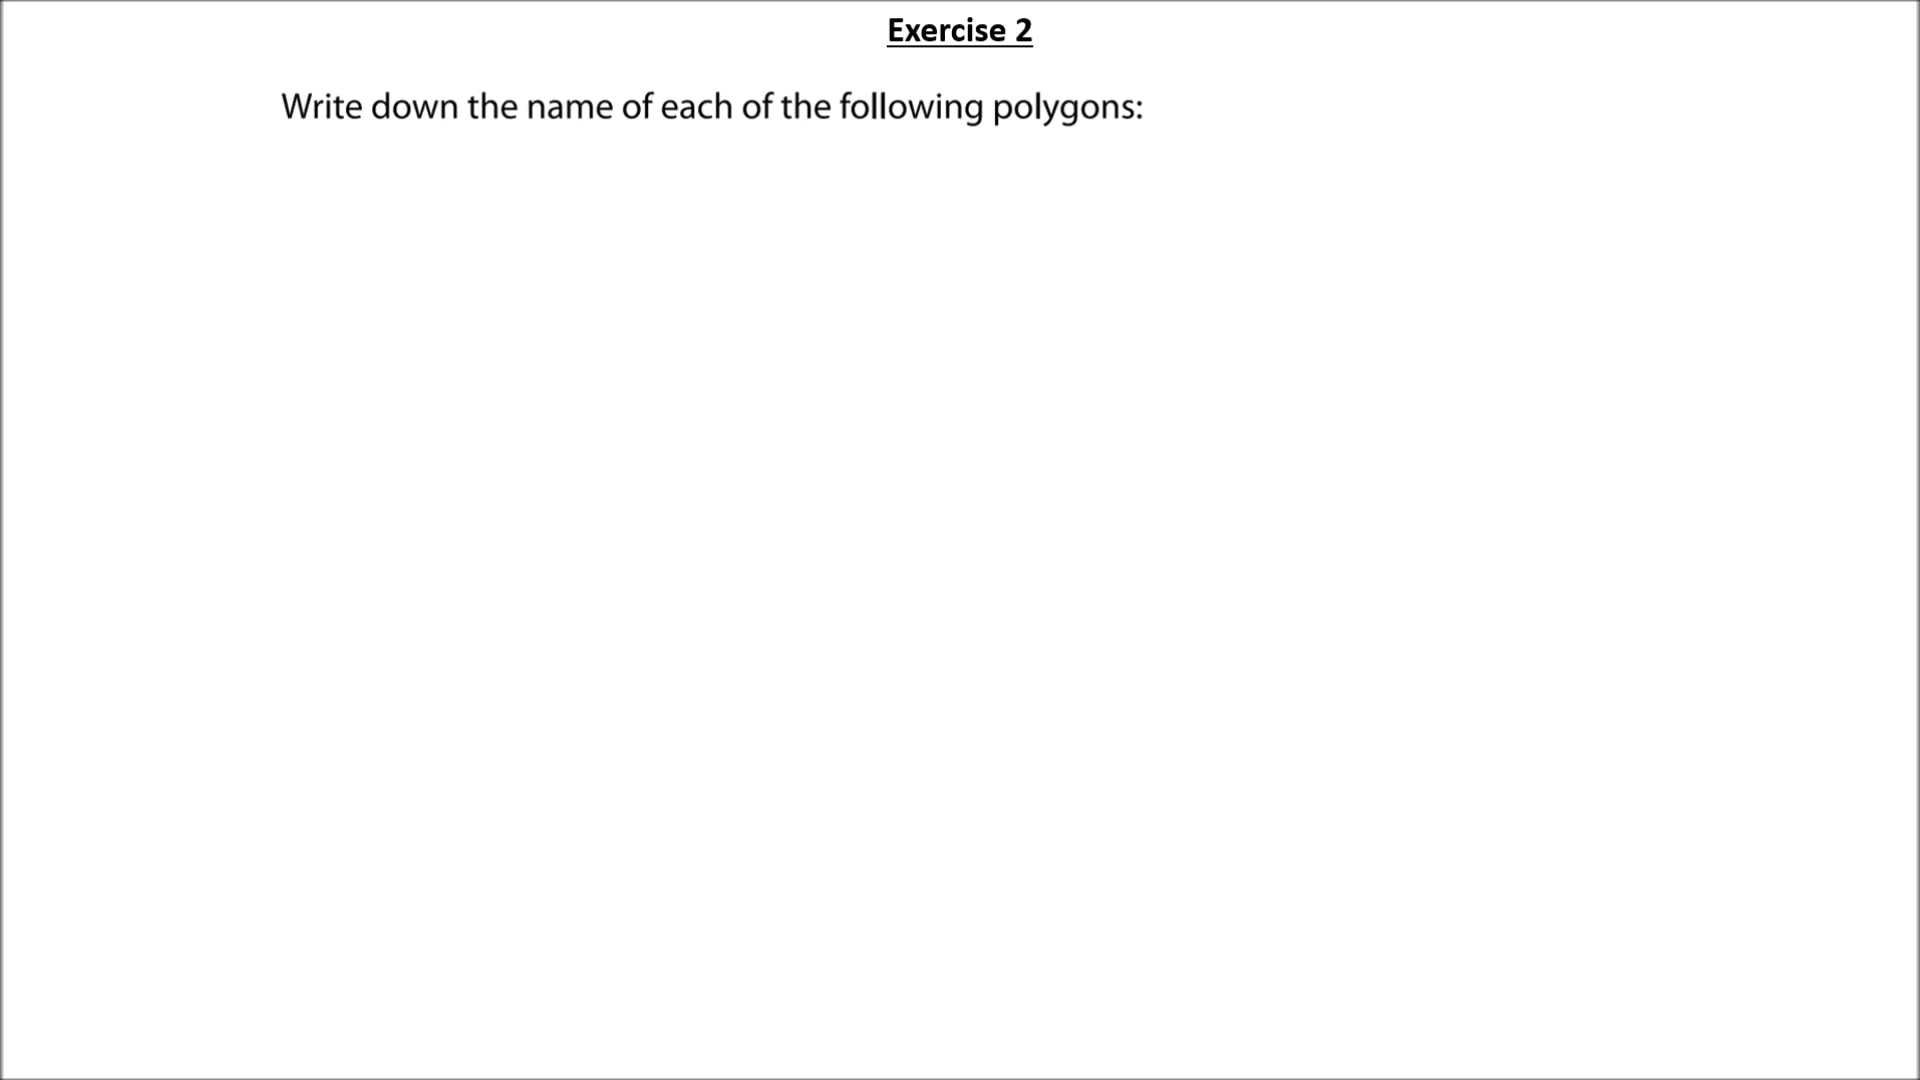 Exercise 2
Write down the name of each of the following polygons: